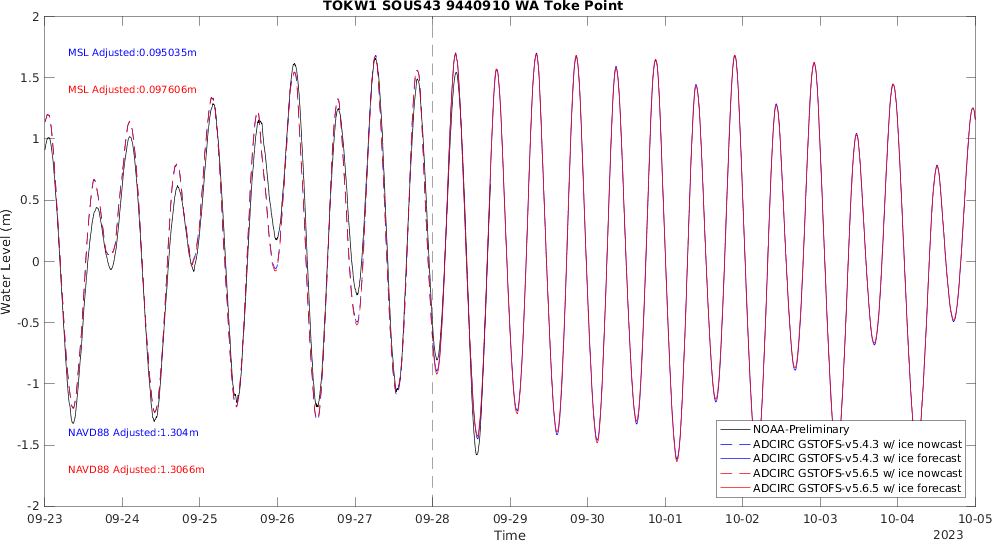 TOKW1 SOUS43 9440910 WA Toke Point
MSL Adjusted:0.095035m
MSL Adjusted:0.097606m
NAVD88 Adjusted:1.304m
NAVD88 Adjusted:1.3066m
Water Level (m)
2
1.5
1
0.5
0
-0.5
-1
-1.5
-2
NOAA-Preliminary
ADCIRC GSTOFS-v5.4.3 w/ ice nowcast
ADCIRC GSTOFS-v5.4.3 w/ ice forecast
ADCIRC GSTOFS-v5.6.5 w/ ice nowcast
ADCIRC GSTOFS-v5.6.5 w/ ice forecast
09-23 09-24 09-25 09-26 09-27 09-28 09-29 09-30 10-01 10-02 10-03 10-04 10-05
Time
2023